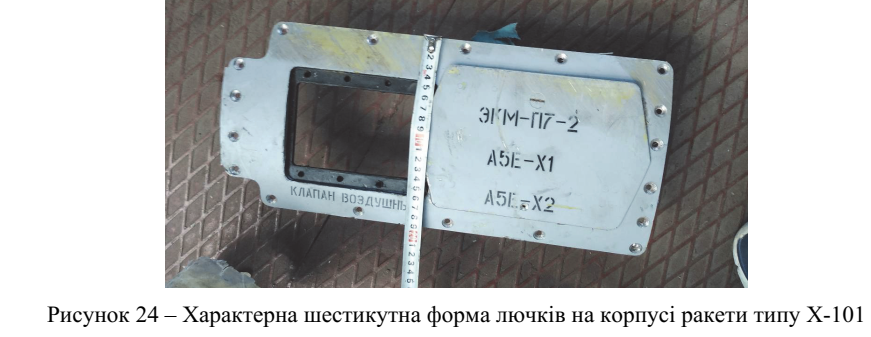 ЭКМ-П7-2
А5Е-Х1
А5Е-Х2
КЛАПАН ВОЗДУШНЫ
Рисунок 24 – Характерна шестикутна форма лючків на корпусі ракети типу Х-101